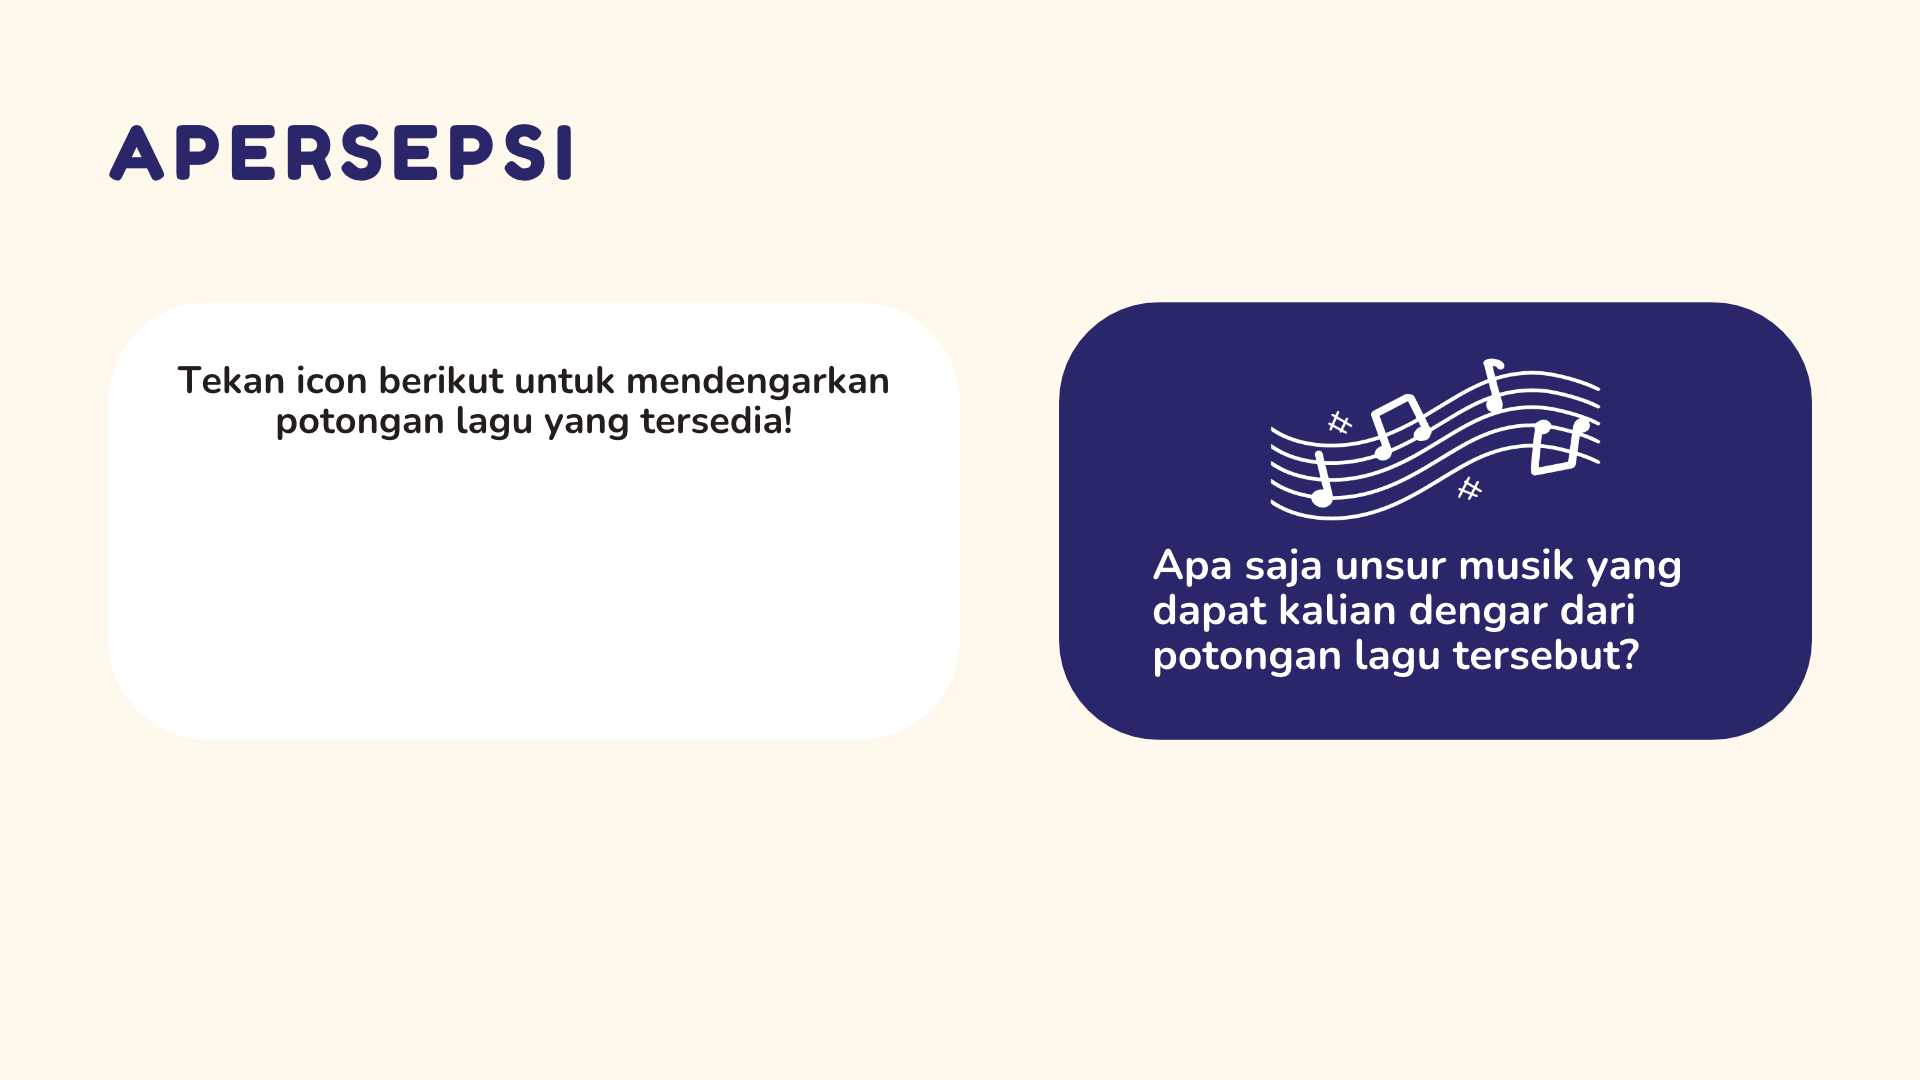 APERSEPSI
Tekan icon berikut untuk mendengarkan
potongan lagu yang tersedia!
Apa saja unsur musik yang
dapat kalian dengar dari
potongan lagu tersebut?